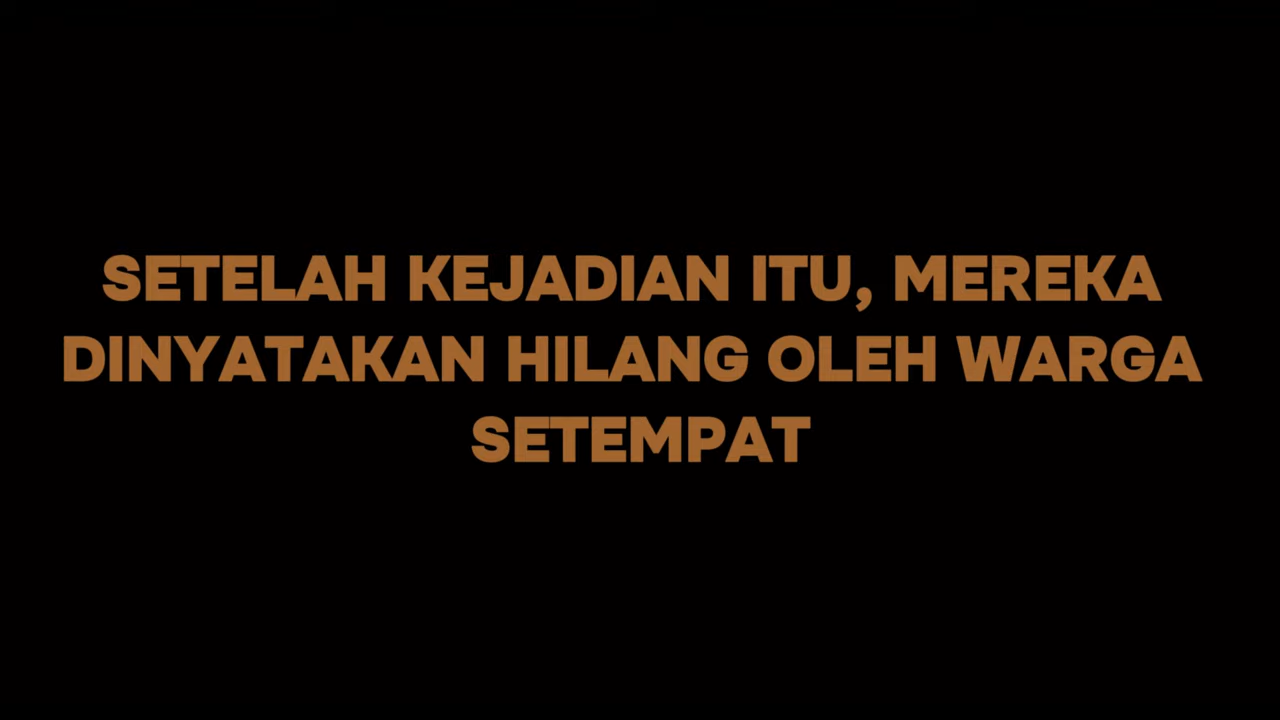 SETELAH KEJADIAN ITU, MEREKA
DINYATAKAN HILANG OLEH WARGA
SETEMPAT